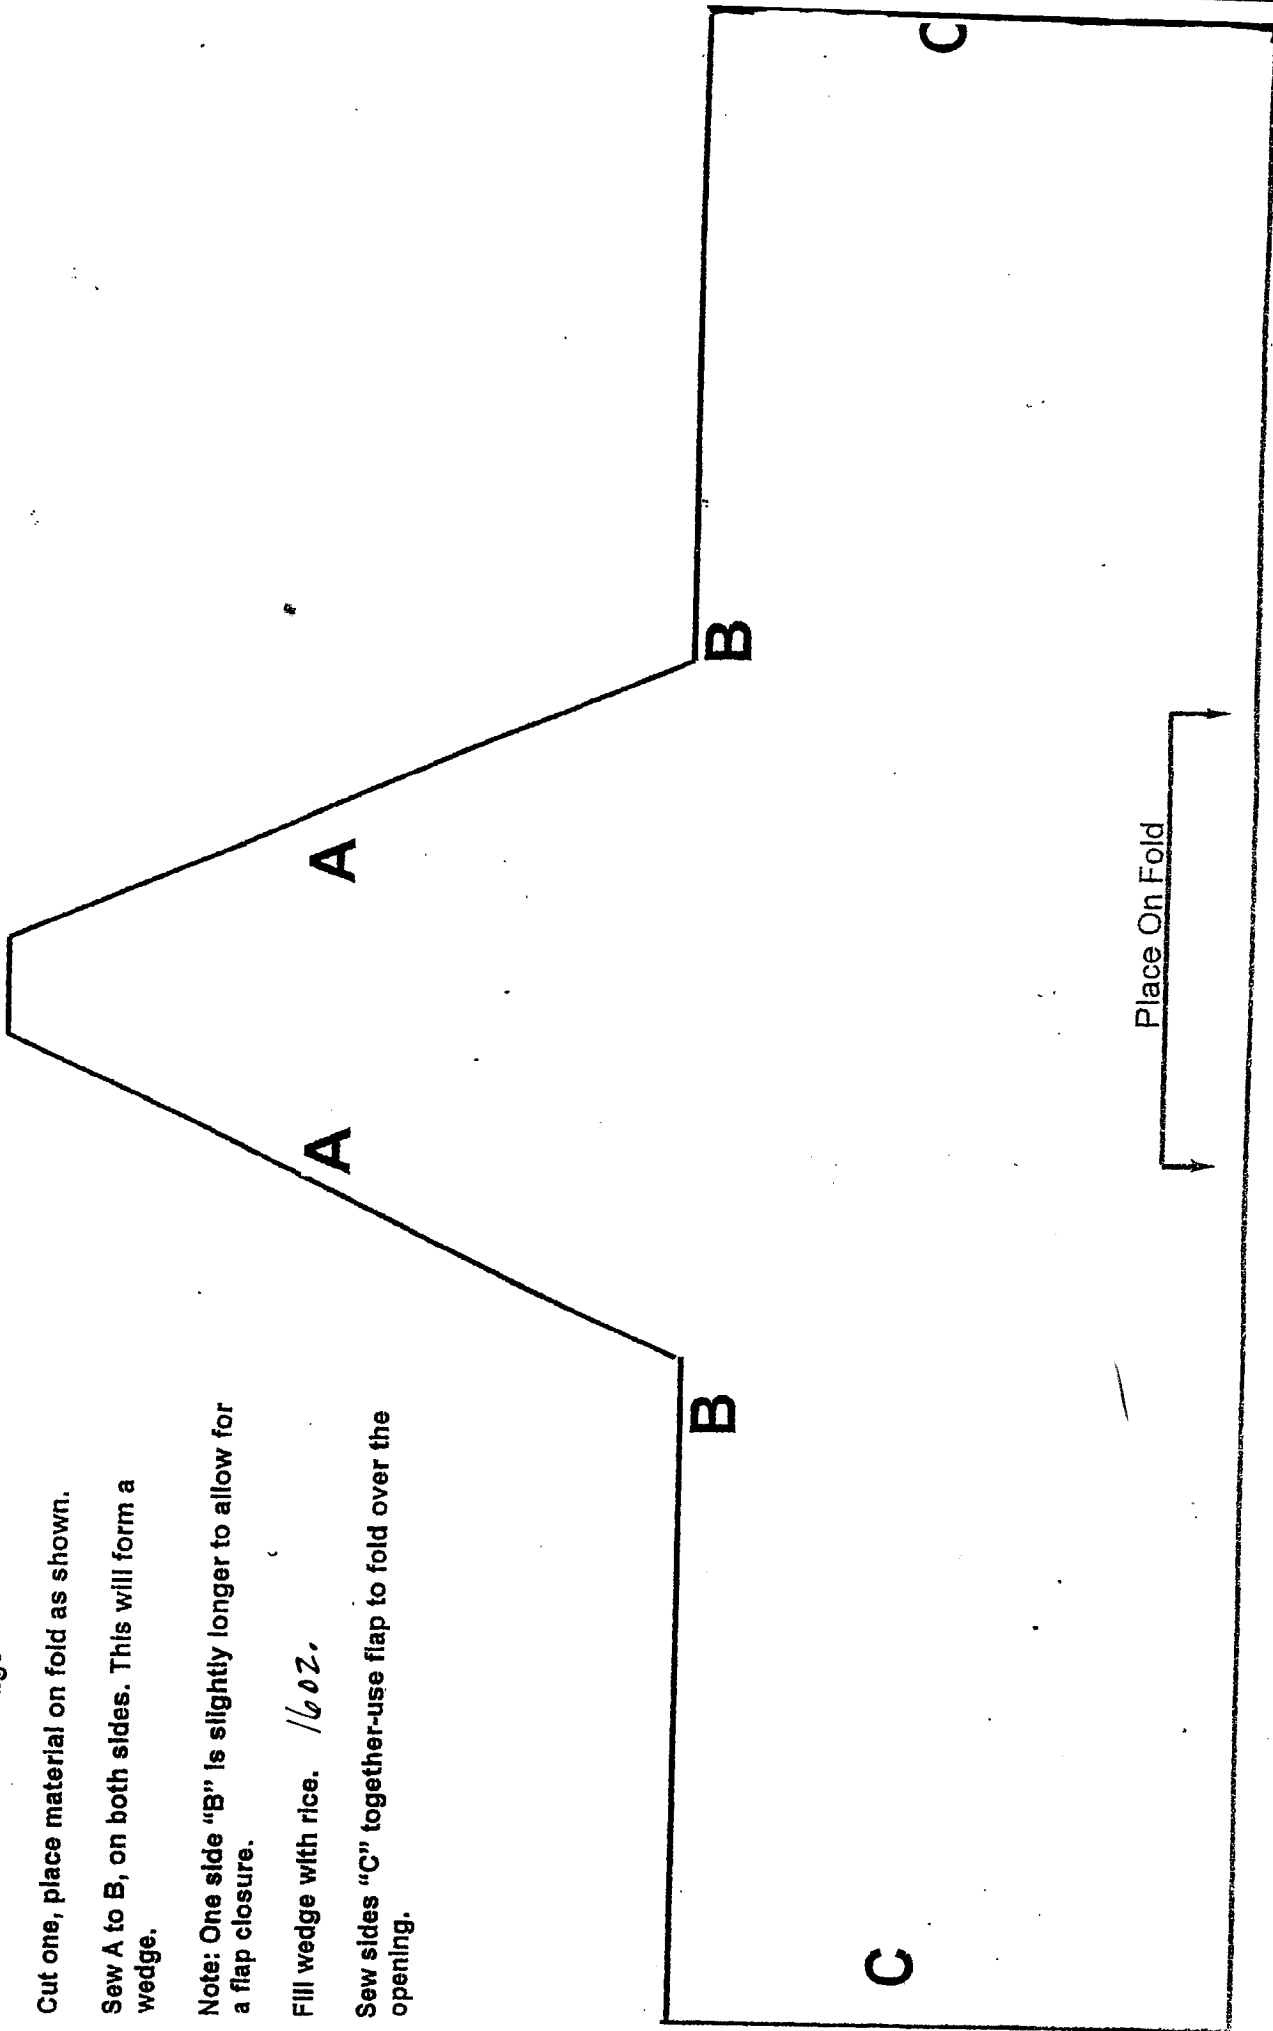 Cut one, place material on fold as shown.
Sew A to B, on both sides. This will form a
wedge.
Note: One side "B" is slightly longer to allow for
a flap closure.
Fill wedge with rice. 16oz.
Sew sides "C" together-use flap to fold over the
opening.
A
A
B
B
C
C
Place On Fold